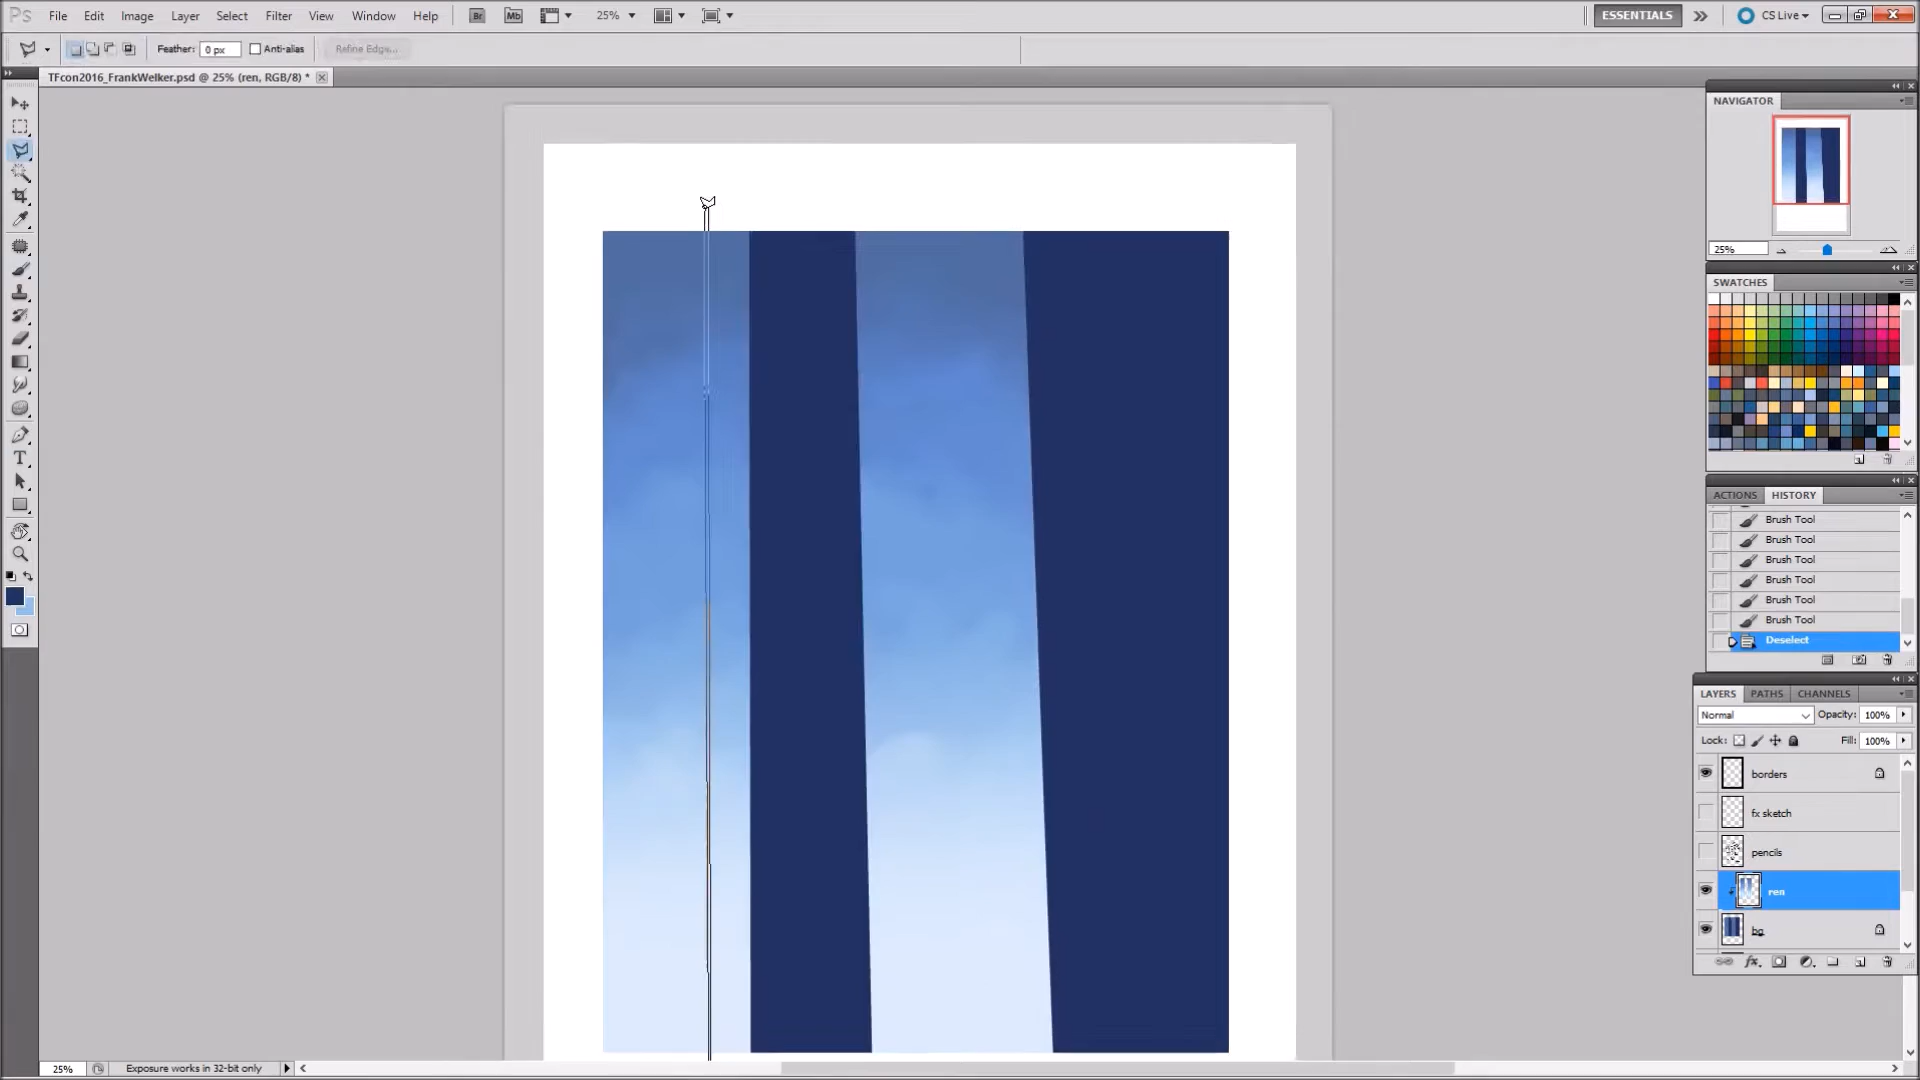 Ps File Edit Image Layer Select Filter View Window Help Br Mb 25% ESSENTIALS CS Live
Feather: 0 px Anti-alias Refine Edge...
TFcon2016_FrankWelker.psd @ 25% (ren, RGB/8) *
NAVIGATOR
25%
SWATCHES
ACTIONS HISTORY
Brush Tool
Brush Tool
Brush Tool
Brush Tool
Brush Tool
Brush Tool
Deselect
LAYERS PATHS CHANNELS
Normal Opacity: 100%
Lock: Fill: 100%
borders
fx sketch
pencils
ren
bg
25% Exposure works in 32-bit only